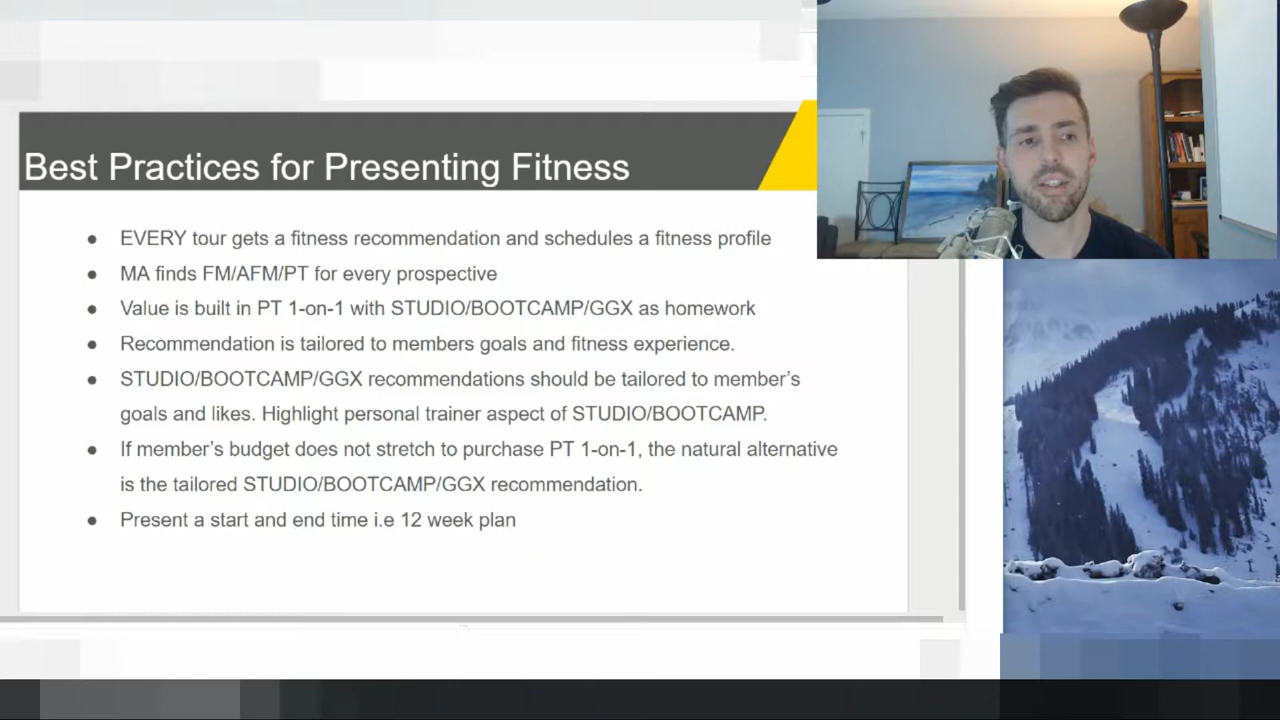 Best Practices for Presenting Fitness
● EVERY tour gets a fitness recommendation and schedules a fitness profile
● MA finds FM/AFM/PT for every prospective
● Value is built in PT 1-on-1 with STUDIO/BOOTCAMP/GGX as homework
● Recommendation is tailored to members goals and fitness experience.
● STUDIO/BOOTCAMP/GGX recommendations should be tailored to member's
goals and likes. Highlight personal trainer aspect of STUDIO/BOOTCAMP.
● If member's budget does not stretch to purchase PT 1-on-1, the natural alternative
is the tailored STUDIO/BOOTCAMP/GGX recommendation.
● Present a start and end time i.e 12 week plan